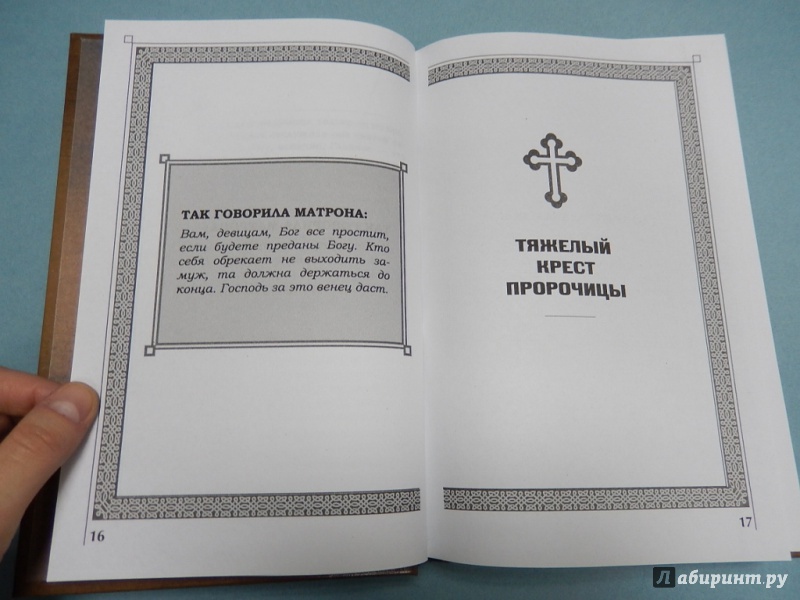 ТАК ГОВОРИЛА МАТРОНА:
Вам, девицам, Бог все простит,
если будете преданы Богу. Кто
себя обрекает не выходить за-
муж, та должна держаться до
конца. Господь за это венец даст.
16
ТЯЖЕЛЫЙ
КРЕСТ
ПРОРОЧИЦЫ
17
Лабиринт.ру